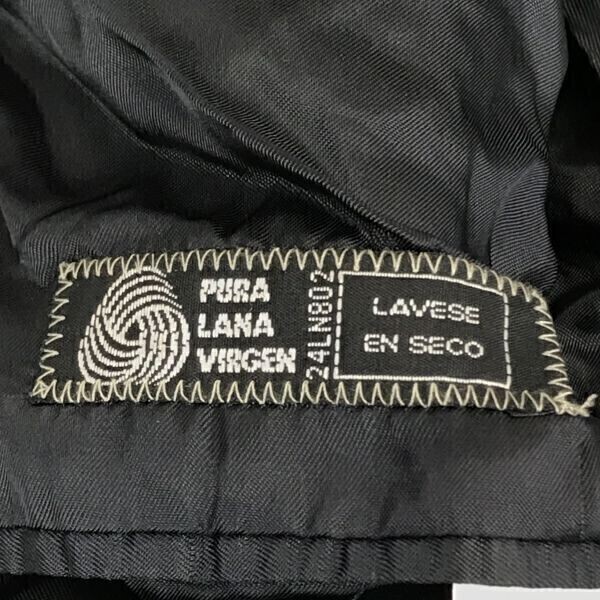 PURA
LANA
VIRGEN
24LN802
LAVESE
EN SECO